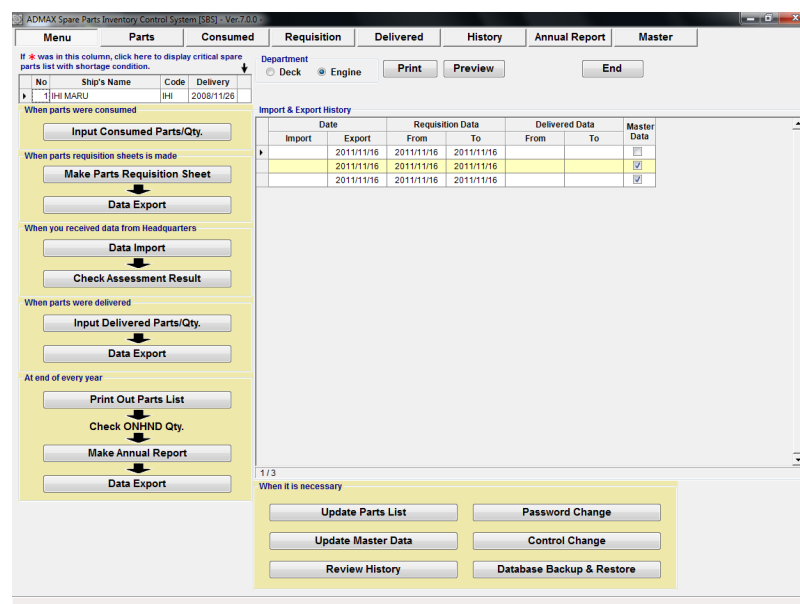 ADMAX Spare Parts Inventory Control System [SBS] - Ver.7.0.0 -
Menu Parts Consumed Requisition Delivered History Annual Report Master
If * was in this column, click here to display critical spare
parts list with shortage condition.
Department
Deck Engine Print Preview End
No Ship's Name Code Delivery
1 IHI MARU IHI 2008/11/26
When parts were consumed
Input Consumed Parts/Qty.
When parts requisition sheets is made
Make Parts Requisition Sheet
Data Export
When you received data from Headquarters
Data Import
Check Assessment Result
When parts were delivered
Input Delivered Parts/Qty.
Data Export
At end of every year
Print Out Parts List
Check ONHND Qty.
Make Annual Report
Data Export
Import & Export History
Date Requisition Data Delivered Data Master
Data
Import Export From To From To
2011/11/16 2011/11/16 2011/11/16
2011/11/16 2011/11/16 2011/11/16
2011/11/16 2011/11/16 2011/11/16
1 / 3
When it is necessary
Update Parts List Password Change
Update Master Data Control Change
Review History Database Backup & Restore